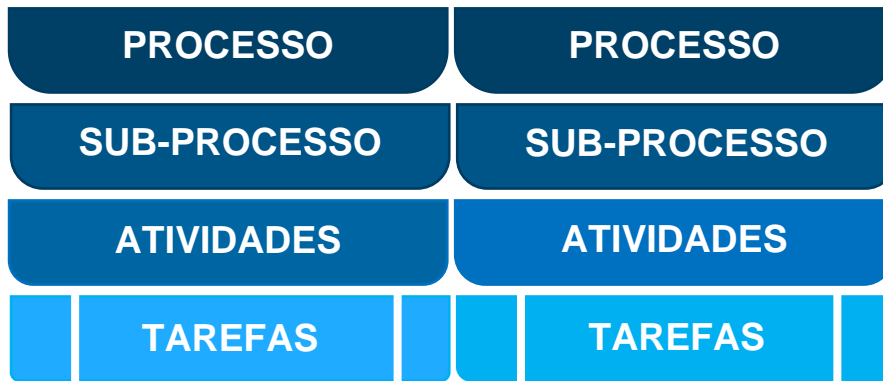 PROCESSO PROCESSO
SUB-PROCESSO SUB-PROCESSO
ATIVIDADES ATIVIDADES
TAREFAS TAREFAS